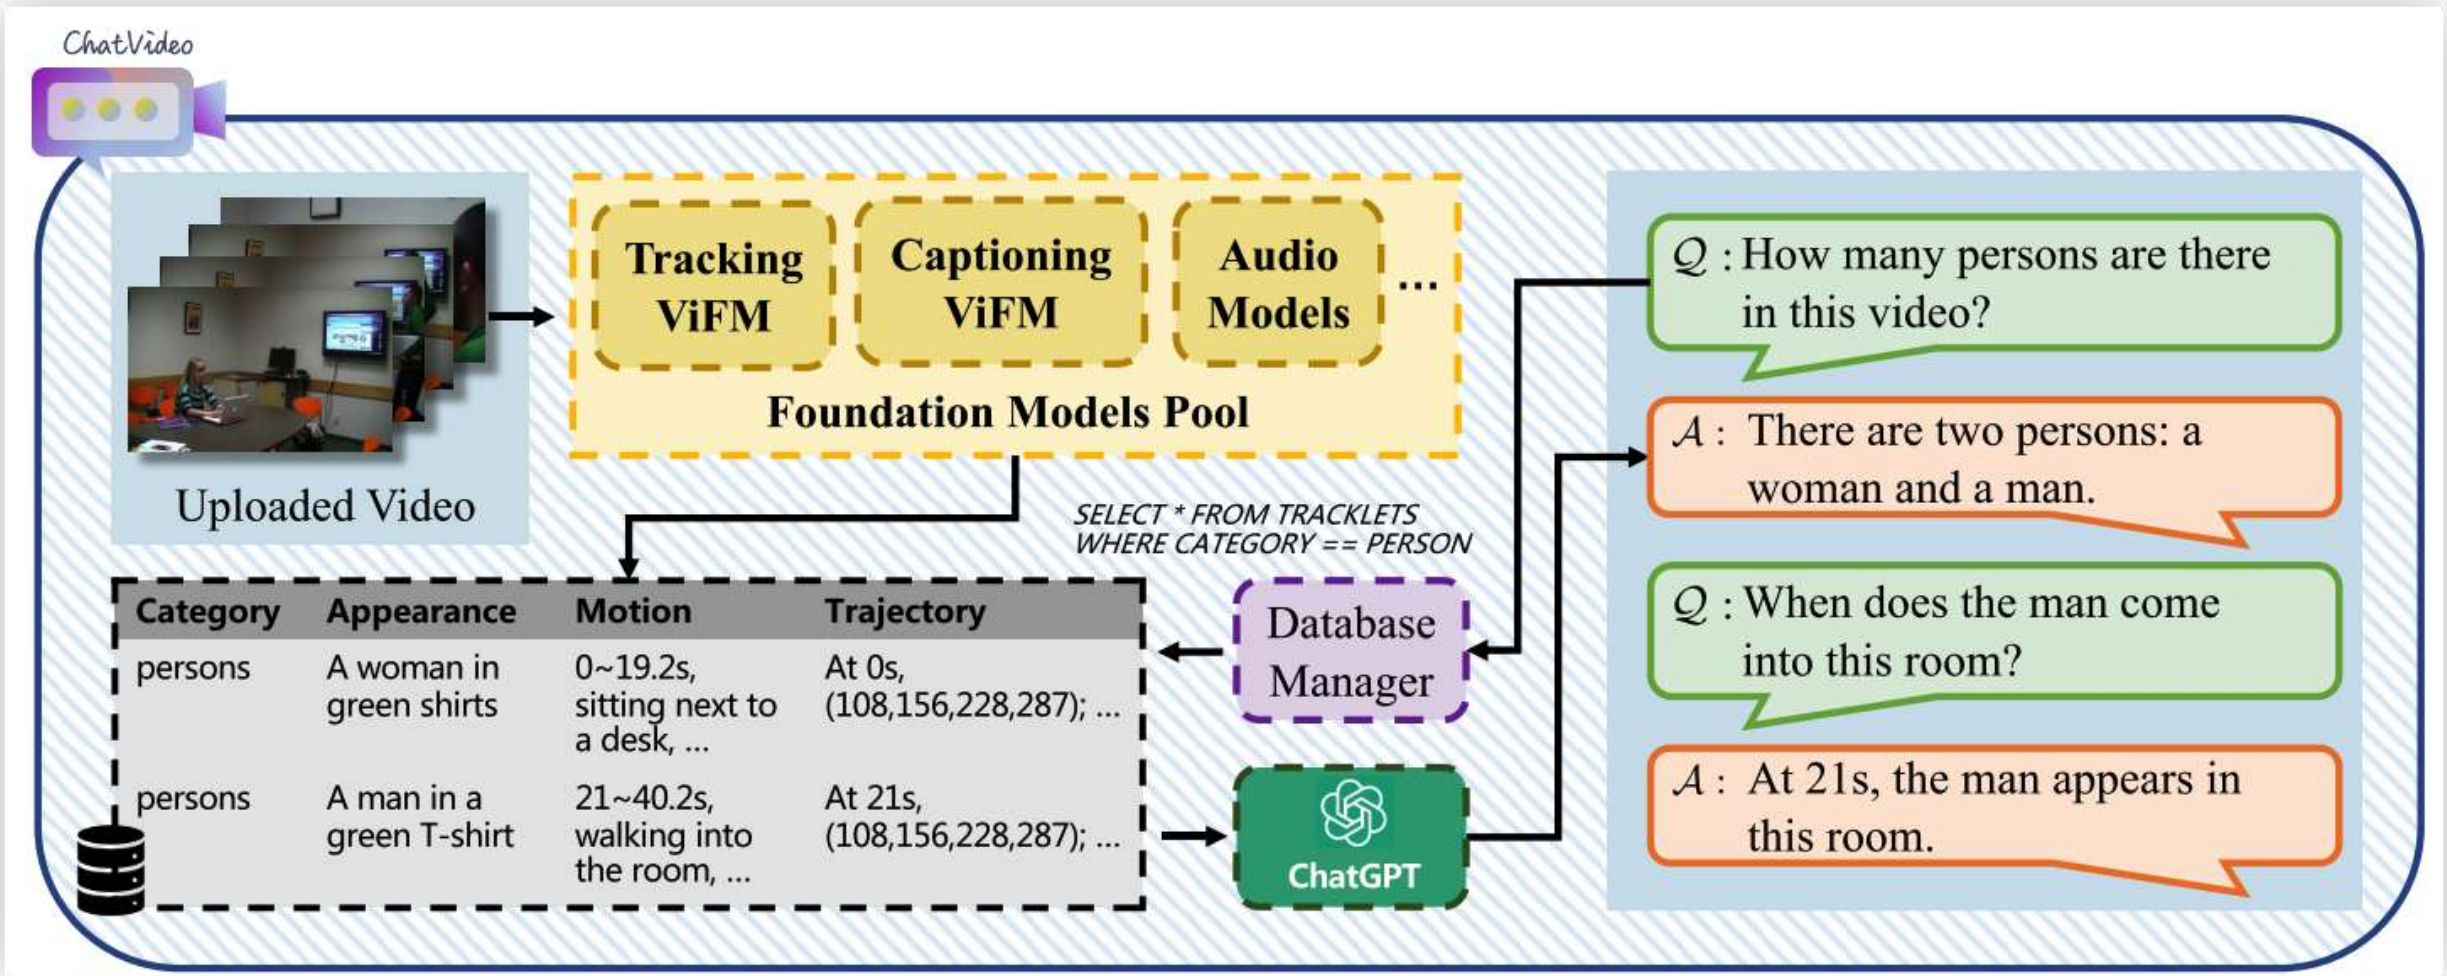 ChatVideo
Tracking
ViFM
Captioning
ViFM
Audio
Models
...
Foundation Models Pool
Uploaded Video
SELECT * FROM TRACKLETS
WHERE CATEGORY == PERSON
Category Appearance Motion Trajectory
persons
A woman in
green shirts
0~19.2s,
sitting next to
a desk, ...
At 0s,
(108,156,228,287); ...
persons
A man in a
green T-shirt
21~40.2s,
walking into
the room, ...
At 21s,
(108,156,228,287); ...
Database
Manager
ChatGPT
Q : How many persons are there
in this video?
A : There are two persons: a
woman and a man.
Q : When does the man come
into this room?
A : At 21s, the man appears in
this room.